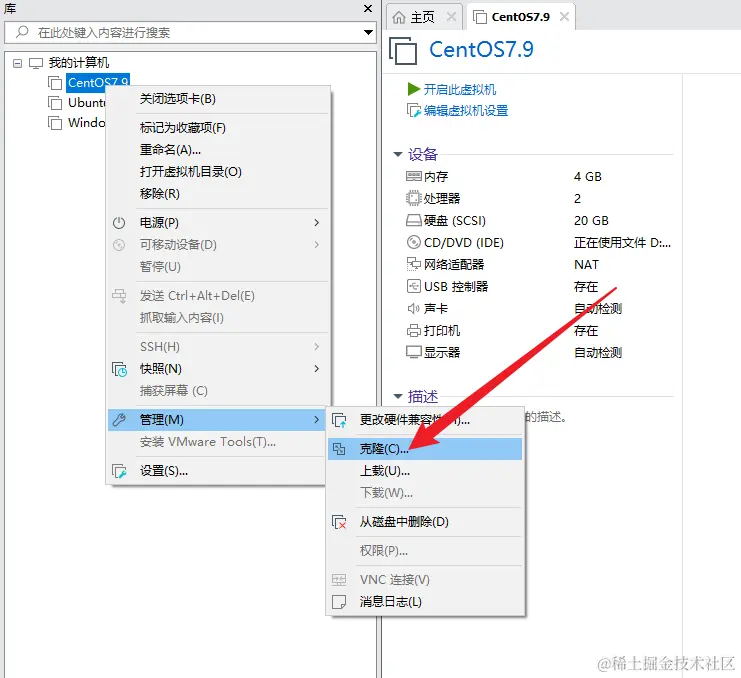 库
在此处键入内容进行搜索
我的计算机
CentOS7.9
Ubuntu
Windo
关闭选项卡(B)
标记为收藏项(F)
重命名(A)...
打开虚拟机目录(O)
移除(R)
电源(P)
可移动设备(D)
暂停(U)
发送 Ctrl+Alt+Del(E)
抓取输入内容(I)
SSH(H)
快照(N)
捕获屏幕 (C)
管理(M)
安装 VMware Tools(T)...
设置(S)...
更改硬件兼容性
克隆(C)...
上载(U)...
下载(W)...
从磁盘中删除(D)
权限(P)...
VNC 连接(V)
消息日志(L)
主页
CentOS7.9
CentOS7.9
开启此虚拟机
编辑虚拟机设置
设备
内存 4 GB
处理器 2
硬盘 (SCSI) 20 GB
CD/DVD (IDE) 正在使用文件 D:...
网络适配器 NAT
USB 控制器 存在
声卡 自动检测
打印机 存在
显示器 自动检测
描述
的描述。
@稀土掘金技术社区